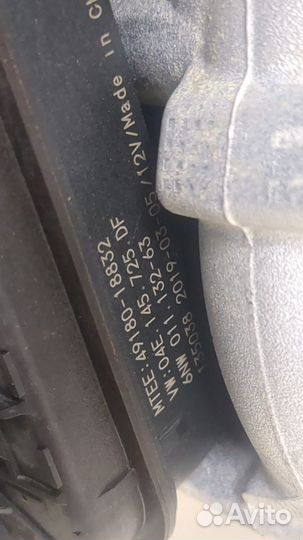 MTEE:49180-18832
VW:04E.145.725.DF
6NW 011 132-63
135038 2019-03-05/12V/Made in Ch
Avito